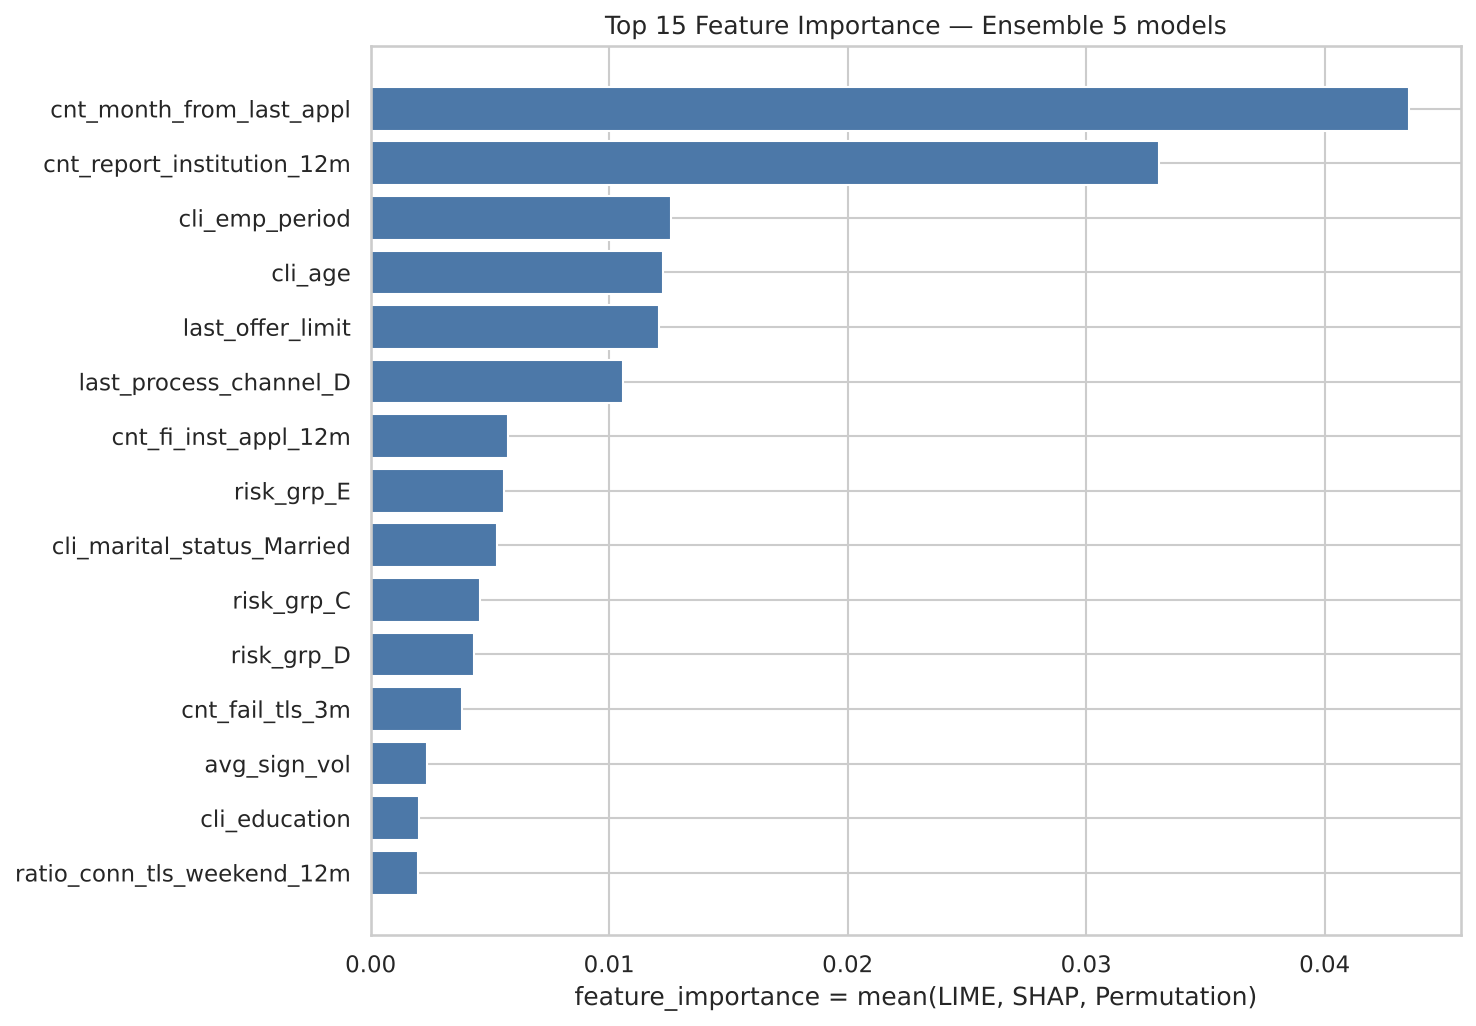 Top 15 Feature Importance — Ensemble 5 models
cnt_month_from_last_appl
cnt_report_institution_12m
cli_emp_period
cli_age
last_offer_limit
last_process_channel_D
cnt_fi_inst_appl_12m
risk_grp_E
cli_marital_status_Married
risk_grp_C
risk_grp_D
cnt_fail_tls_3m
avg_sign_vol
cli_education
ratio_conn_tls_weekend_12m
0.00 0.01 0.02 0.03 0.04
feature_importance = mean(LIME, SHAP, Permutation)